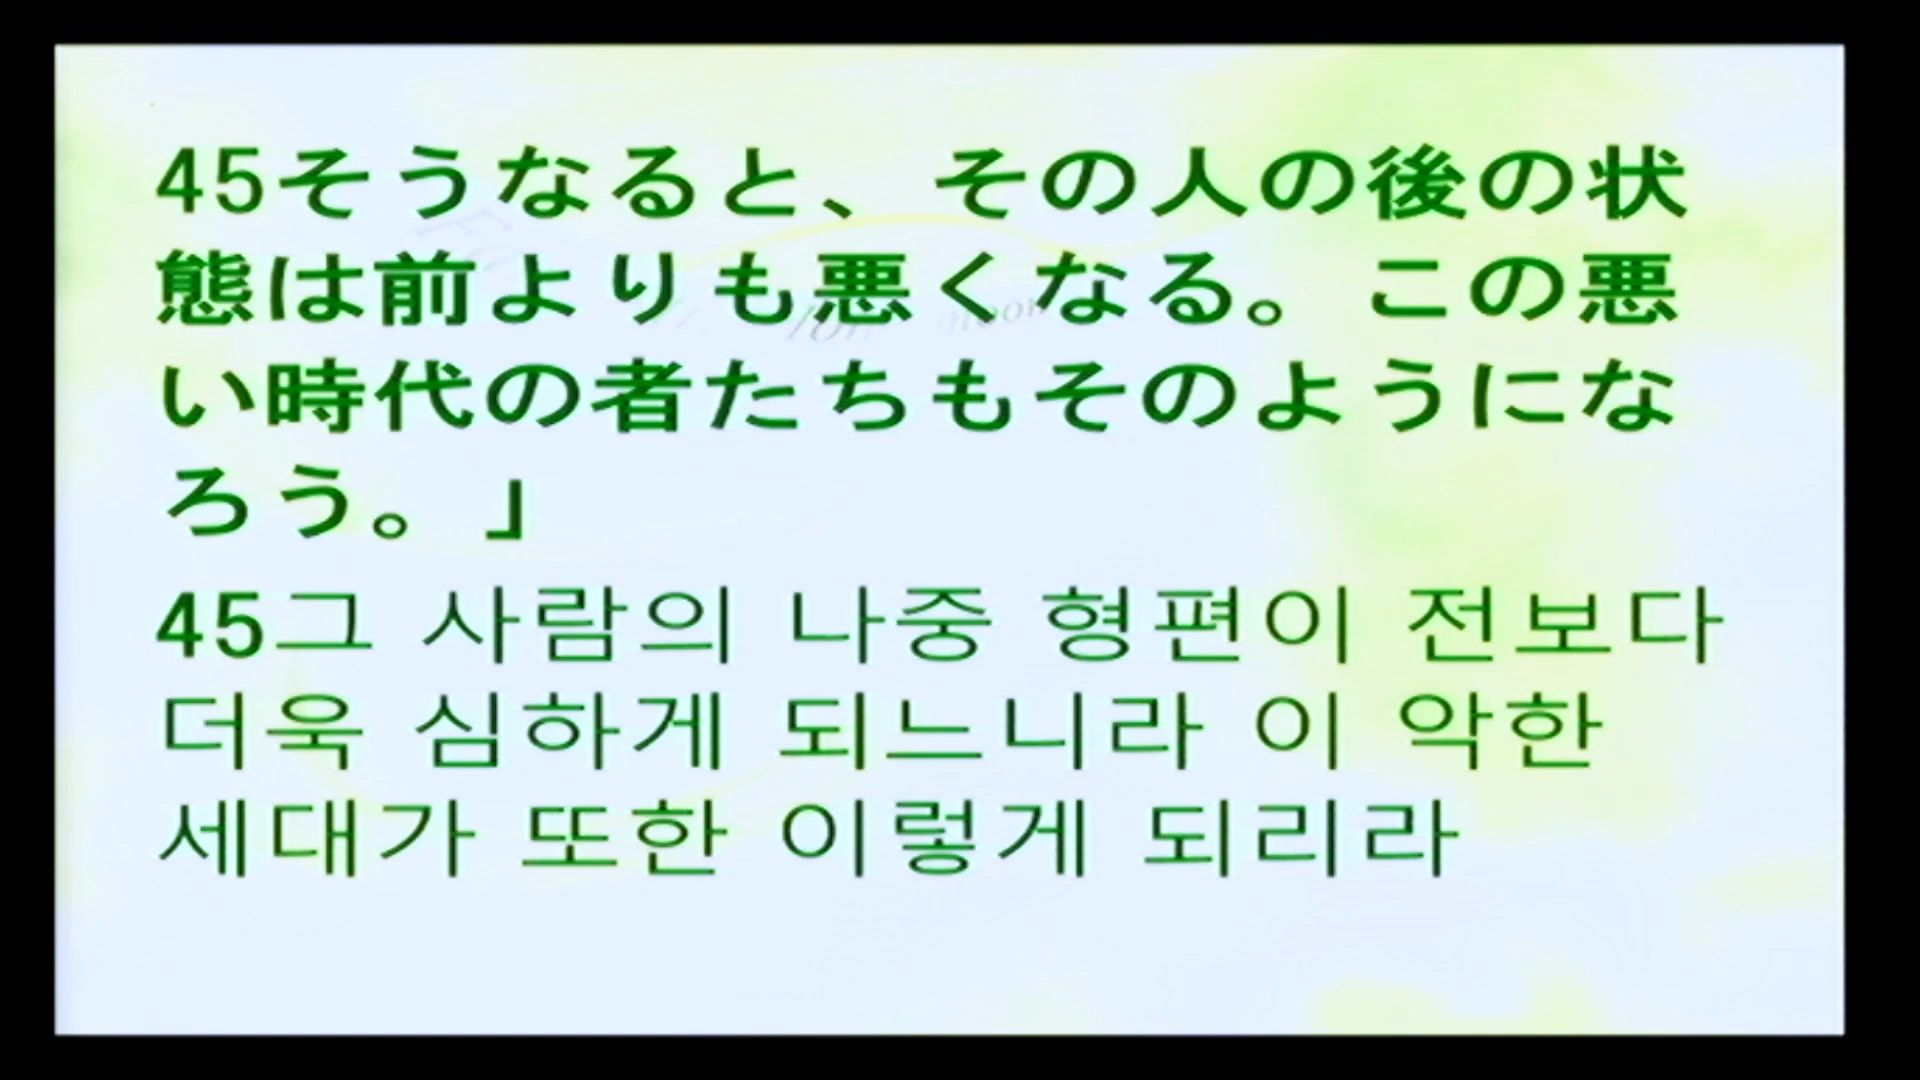 45そうなると、その人の後の状
態は前よりも悪くなる。この悪
い時代の者たちもそのようにな
ろう。」
45그 사람의 나중 형편이 전보다
더욱 심하게 되느니라 이 악한
세대가 또한 이렇게 되리라